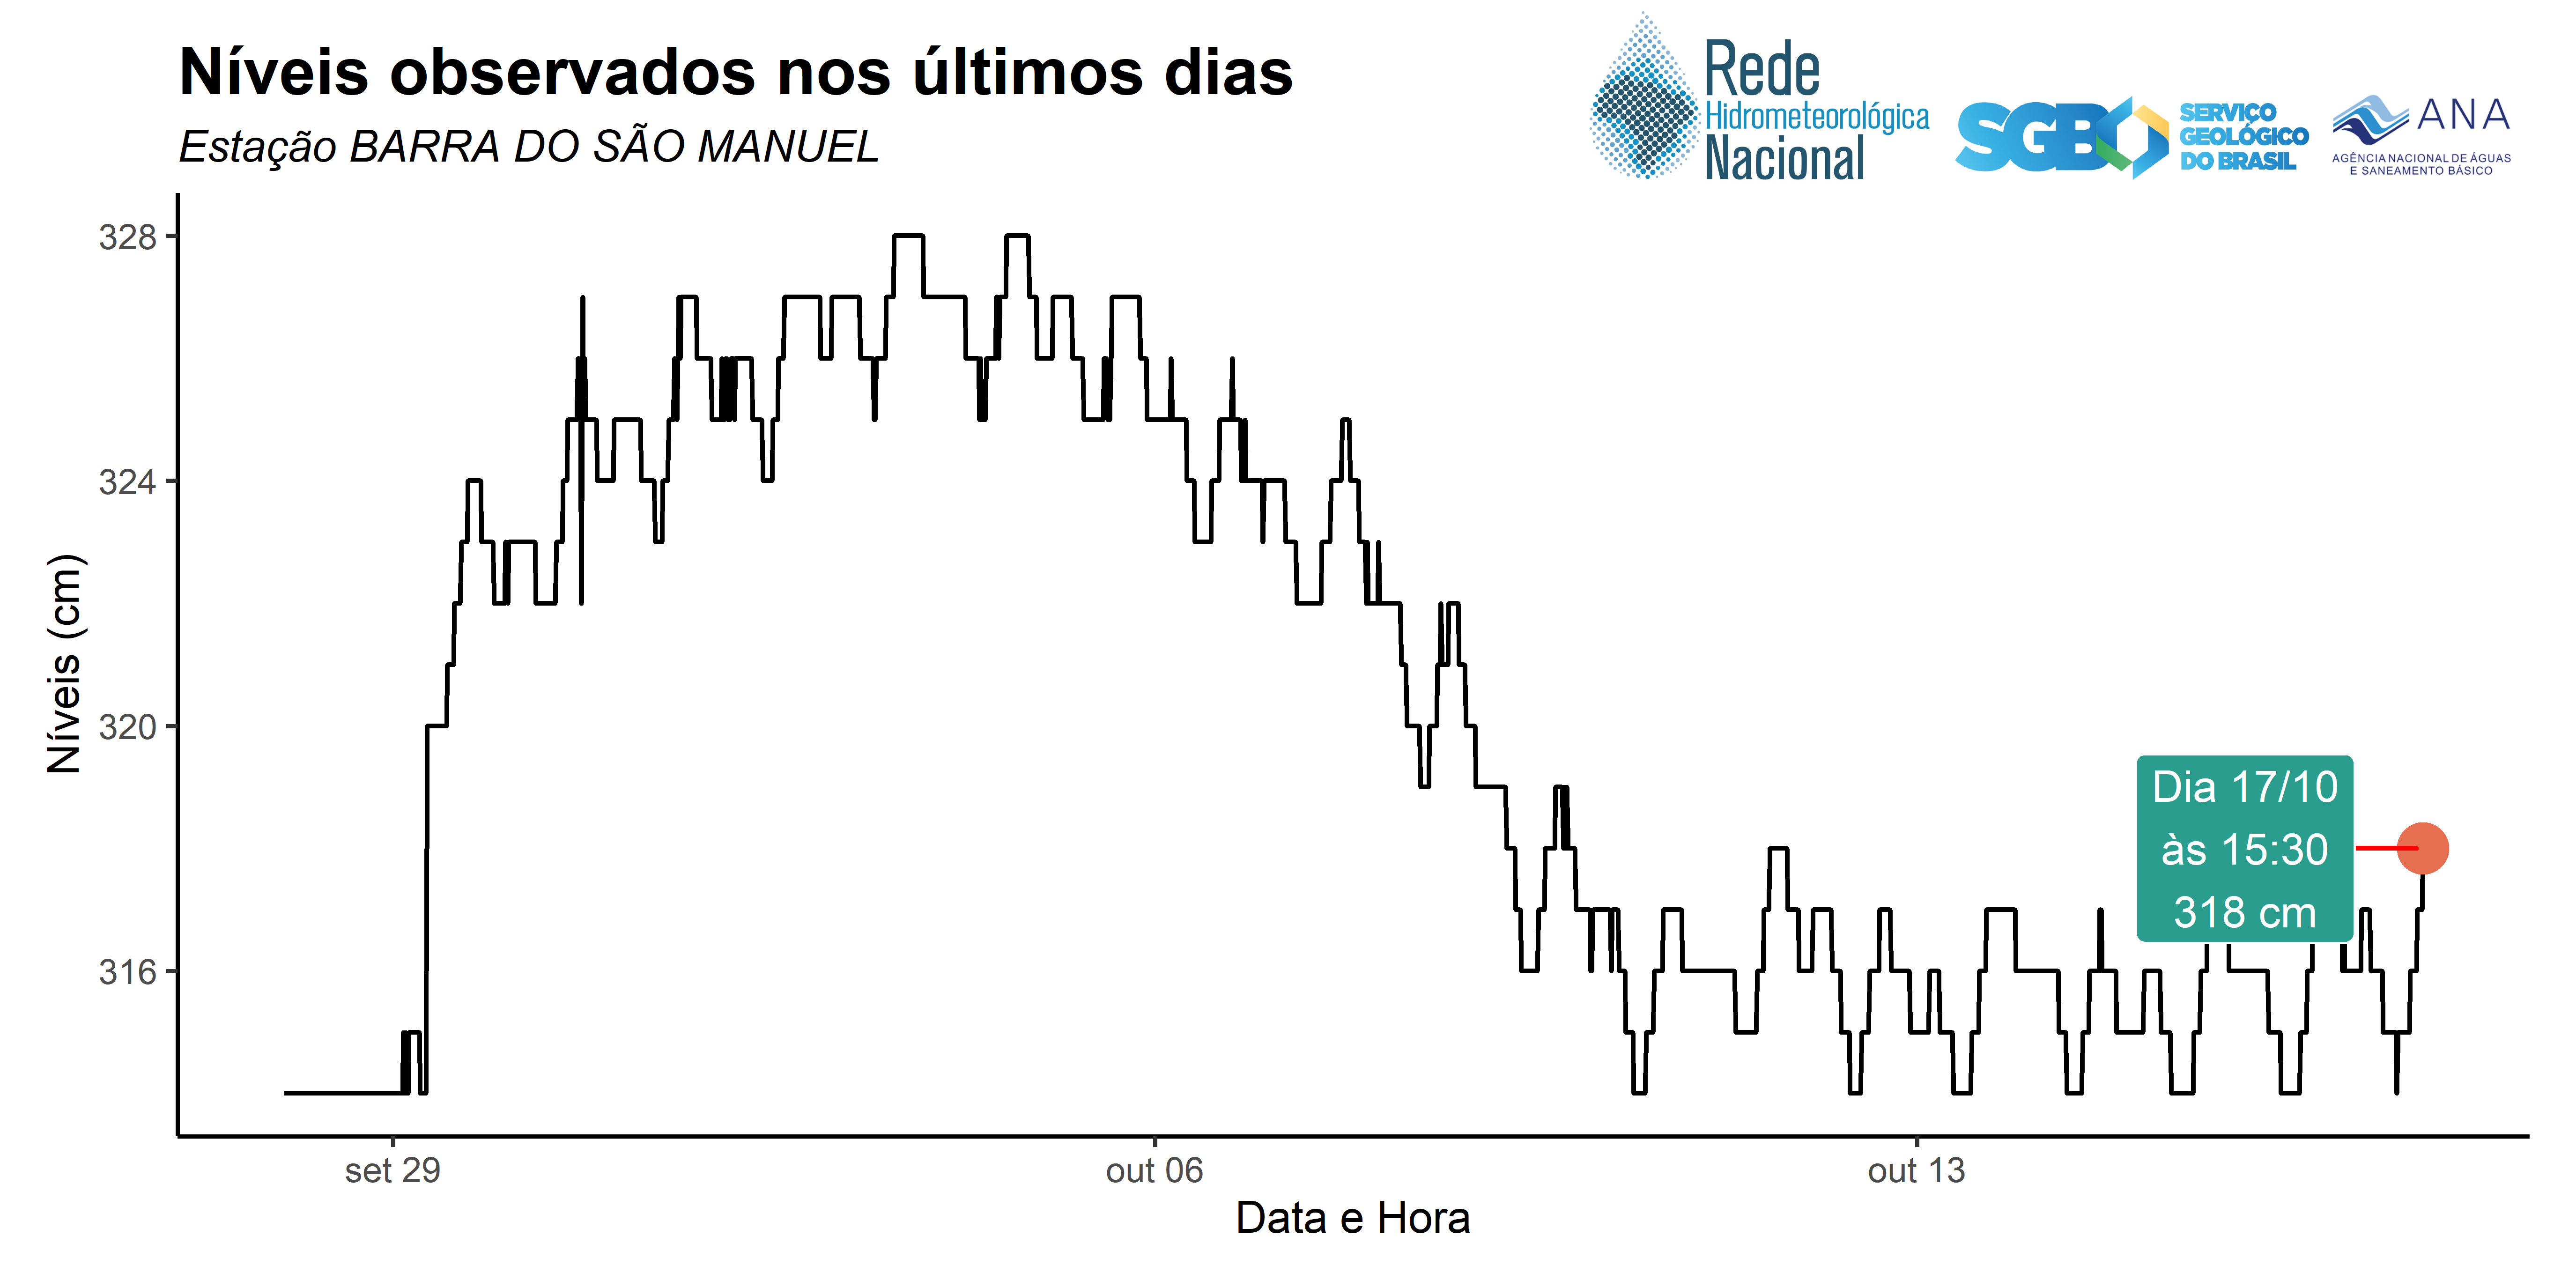 Níveis observados nos últimos dias
Estação BARRA DO SÃO MANUEL
Rede
Hidrometeorológica
Nacional
SGB
SERVIÇO
GEOLÓGICO
DO BRASIL
ANA
AGÊNCIA NACIONAL DE ÁGUAS
E SANEAMENTO BÁSICO
Níveis (cm)
328
324
320
316
Dia 17/10
às 15:30
318 cm
set 29
out 06
out 13
Data e Hora